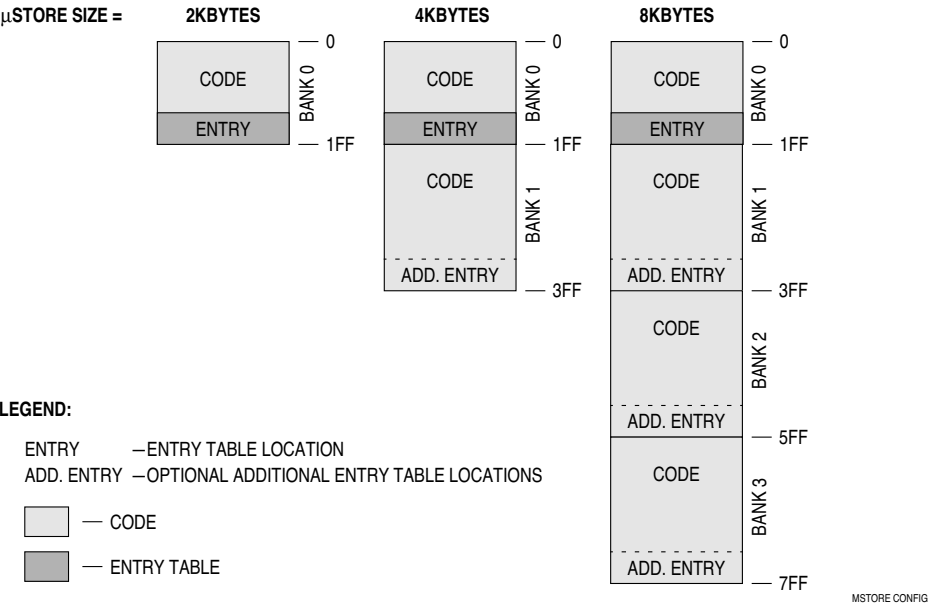 μSTORE SIZE = 2KBYTES 4KBYTES 8KBYTES
0 0 0
CODE CODE CODE
BANK 0 BANK 0 BANK 0
ENTRY ENTRY ENTRY
1FF 1FF 1FF
CODE CODE
BANK 1 BANK 1
ADD. ENTRY ADD. ENTRY
3FF 3FF
CODE
BANK 2
ADD. ENTRY
5FF
CODE
BANK 3
ADD. ENTRY
7FF
LEGEND:
ENTRY —ENTRY TABLE LOCATION
ADD. ENTRY —OPTIONAL ADDITIONAL ENTRY TABLE LOCATIONS
— CODE
— ENTRY TABLE
MSTORE CONFIG